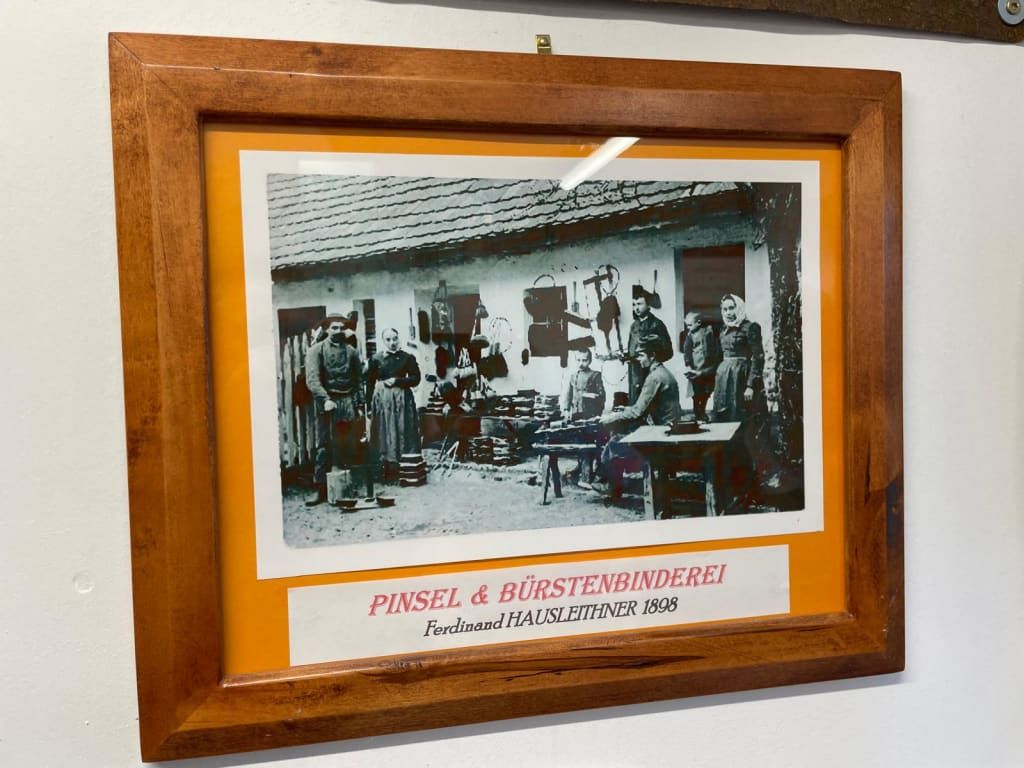 PINSEL & BÜRSTENBINDEREI
Ferdinand HAUSLEITHNER 1898